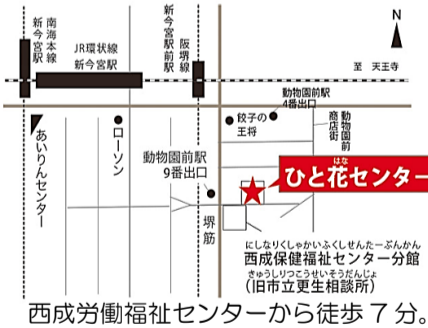 南海本線
新今宮駅
JR環状線
新今宮駅
新今宮駅前駅
阪堺線
N
至 天王寺
動物園前駅
4番出口
餃子の
王将
動物園前
商店街
あいりんセンター
ローソン
動物園前駅
9番出口
はな
ひと花センター
堺筋
にしなりくしゃかいふくしせんたーぶんかん
西成保健福祉センター分館
きゅうしりつこうせいそうだんじょ
(旧市立更生相談所)
西成労働福祉センターから徒歩7分。